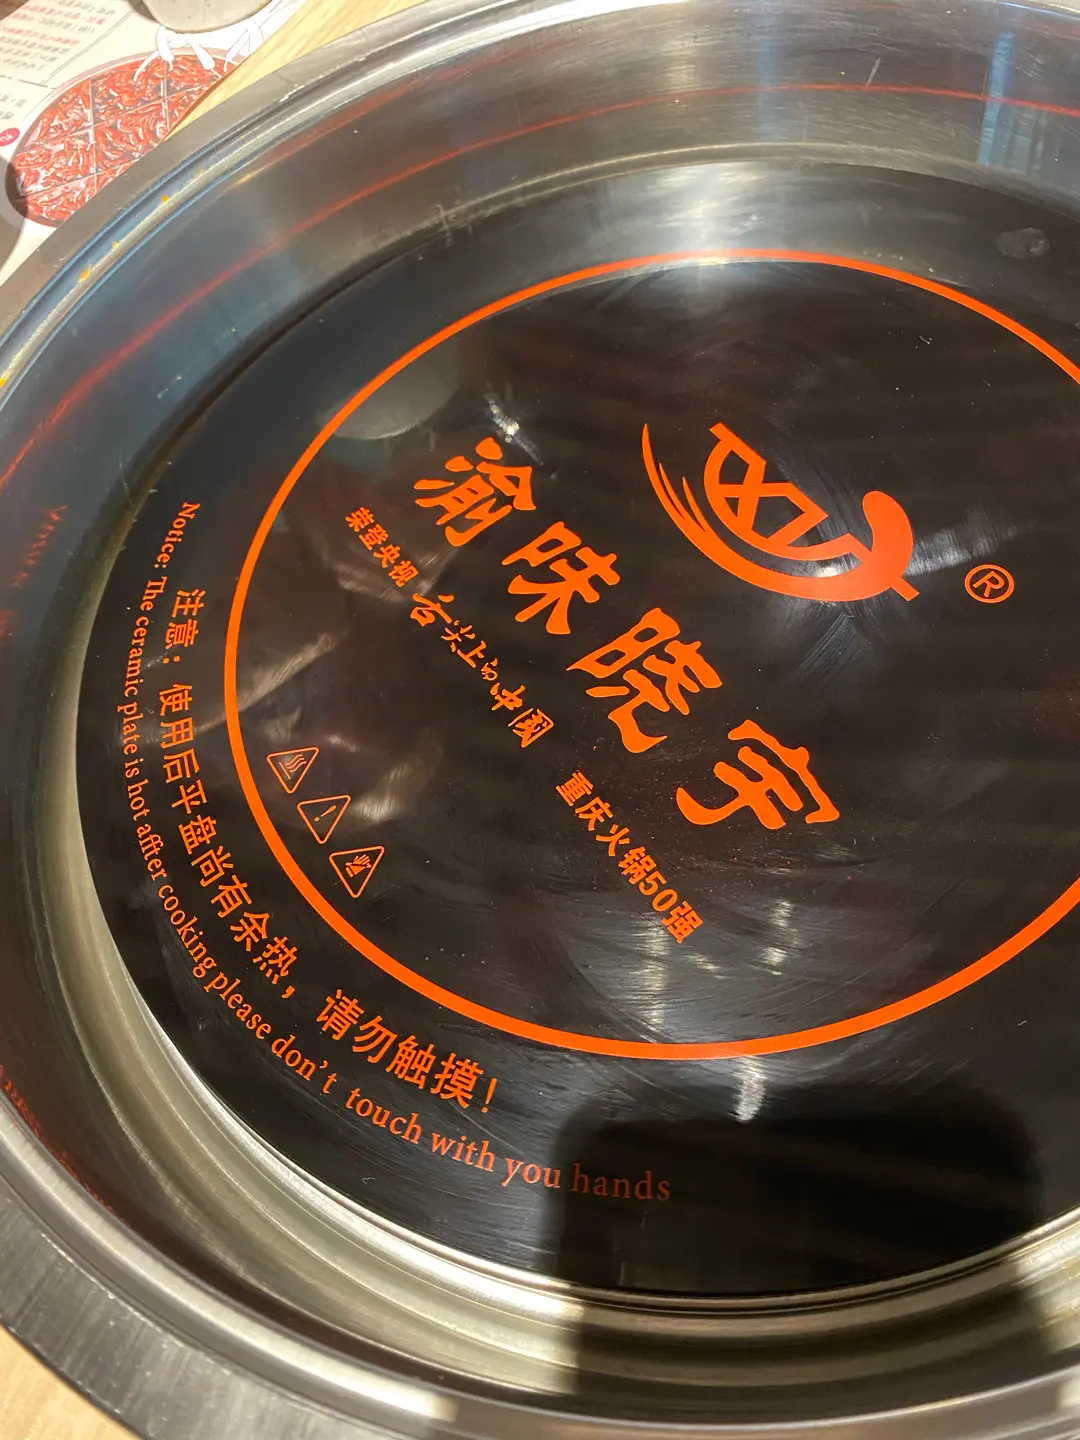 渝味晓宇
®
荣登央视 舌尖上的中國 重庆火锅50强
注意：使用后平盘尚有余热，请勿触摸！
Notice: The ceramic plate is hot affter cooking please don't touch with you hands